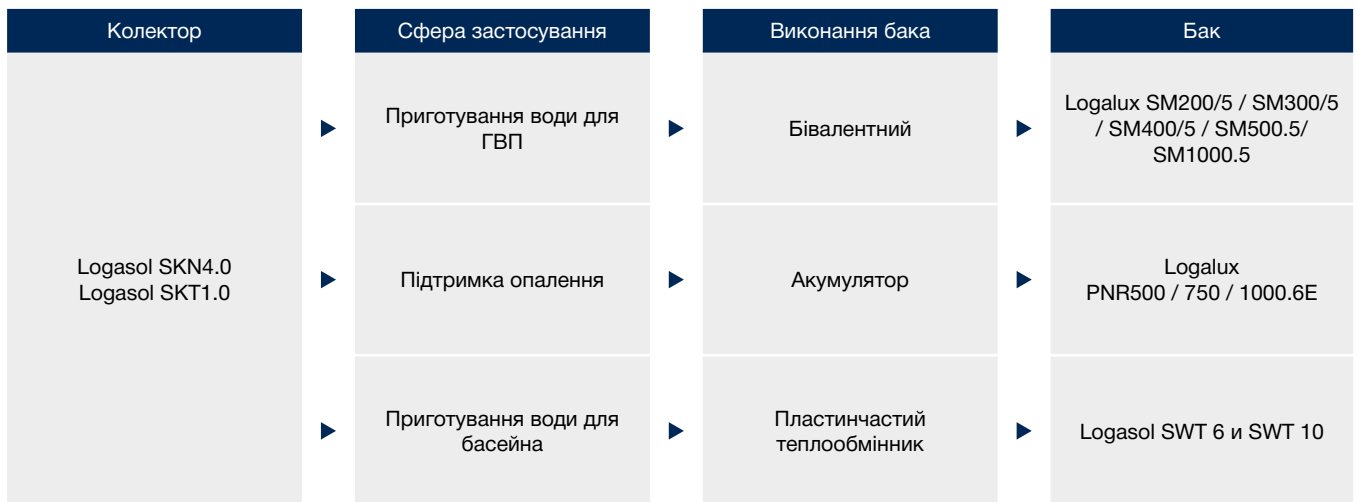 Колектор
Сфера застосування
Виконання бака
Бак
Logasol SKN4.0
Logasol SKT1.0
Приготування води для
ГВП
Бівалентний
Logalux SM200/5 / SM300/5
/ SM400/5 / SM500.5/
SM1000.5
Підтримка опалення
Акумулятор
Logalux
PNR500 / 750 / 1000.6E
Приготування води для
басейна
Пластинчастий
теплообмінник
Logasol SWT 6 и SWT 10